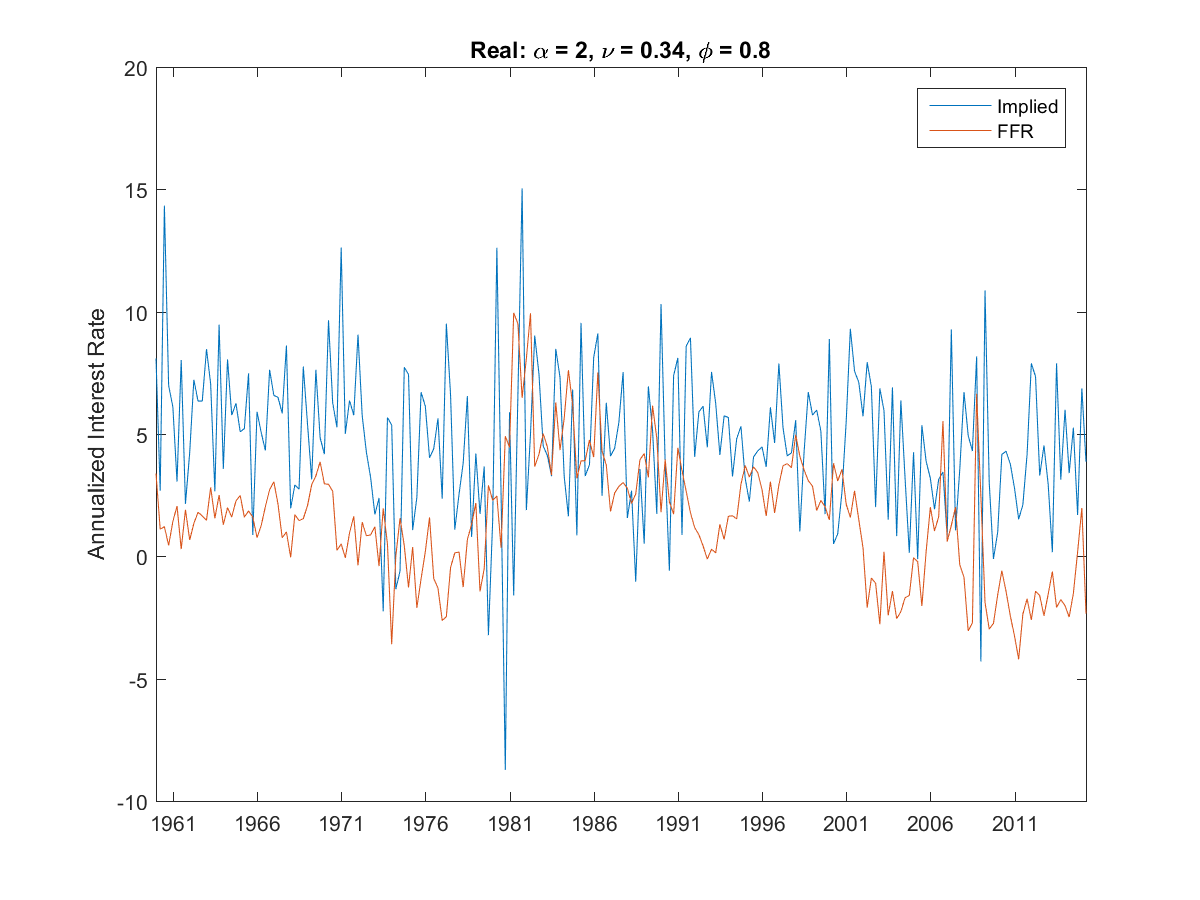 Real: α = 2, ν = 0.34, ϕ = 0.8
Implied
FFR
Annualized Interest Rate
20
15
10
5
0
-5
-10
1961 1966 1971 1976 1981 1986 1991 1996 2001 2006 2011